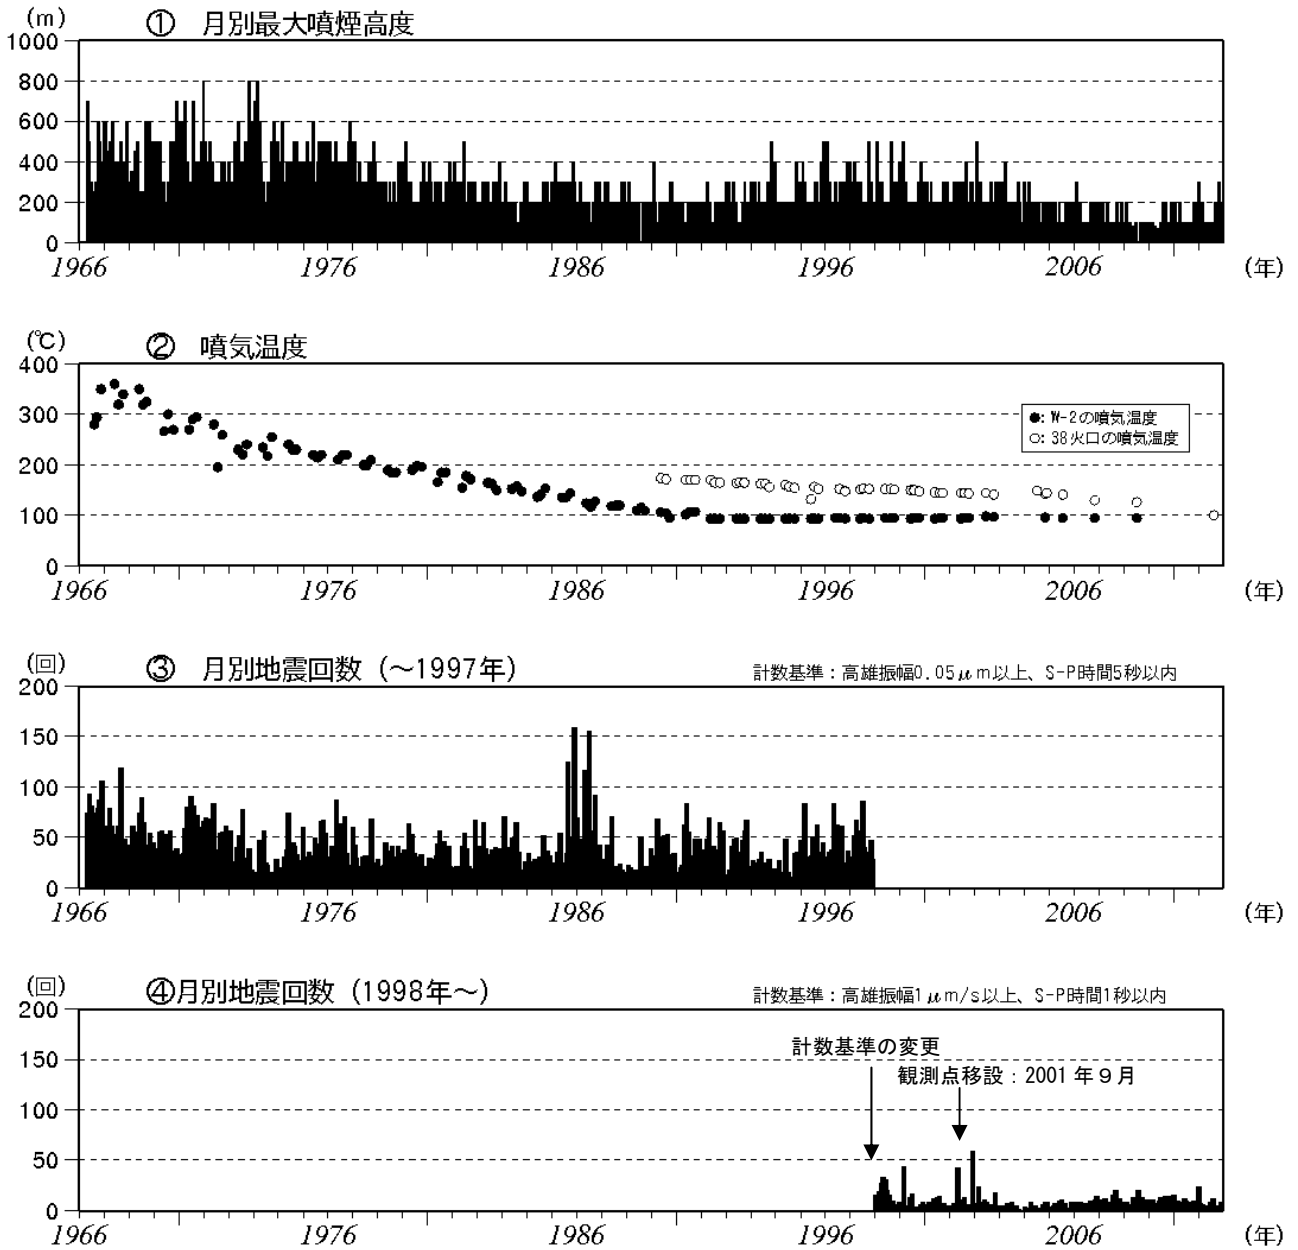 (m) ① 月別最大噴煙高度
1000
800
600
400
200
0
1966 1976 1986 1996 2006 (年)
(℃) ② 噴気温度
400
300
200
100
0
●: W-2の噴気温度
○: 38火口の噴気温度
1966 1976 1986 1996 2006 (年)
(回) ③ 月別地震回数 (～1997年) 計数基準：高雄振幅0.05μm以上、S-P時間5秒以内
200
150
100
50
0
1966 1976 1986 1996 2006 (年)
(回) ④月別地震回数 (1998年～) 計数基準：高雄振幅1μm/s以上、S-P時間1秒以内
200
150
100
50
0
計数基準の変更
観測点移設：2001年９月
1966 1976 1986 1996 2006 (年)